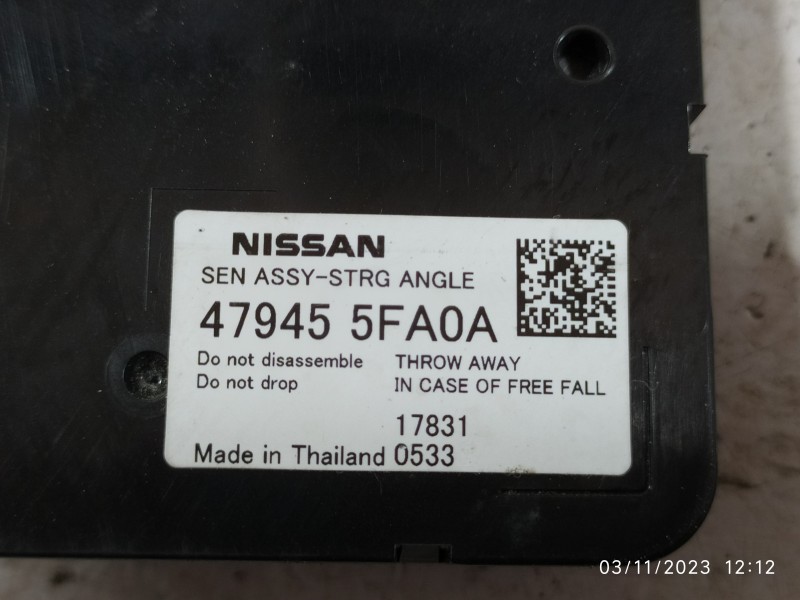 NISSAN
SEN ASSY-STRG ANGLE
47945 5FA0A
Do not disassemble THROW AWAY
Do not drop IN CASE OF FREE FALL
17831
Made in Thailand 0533
03/11/2023 12:12